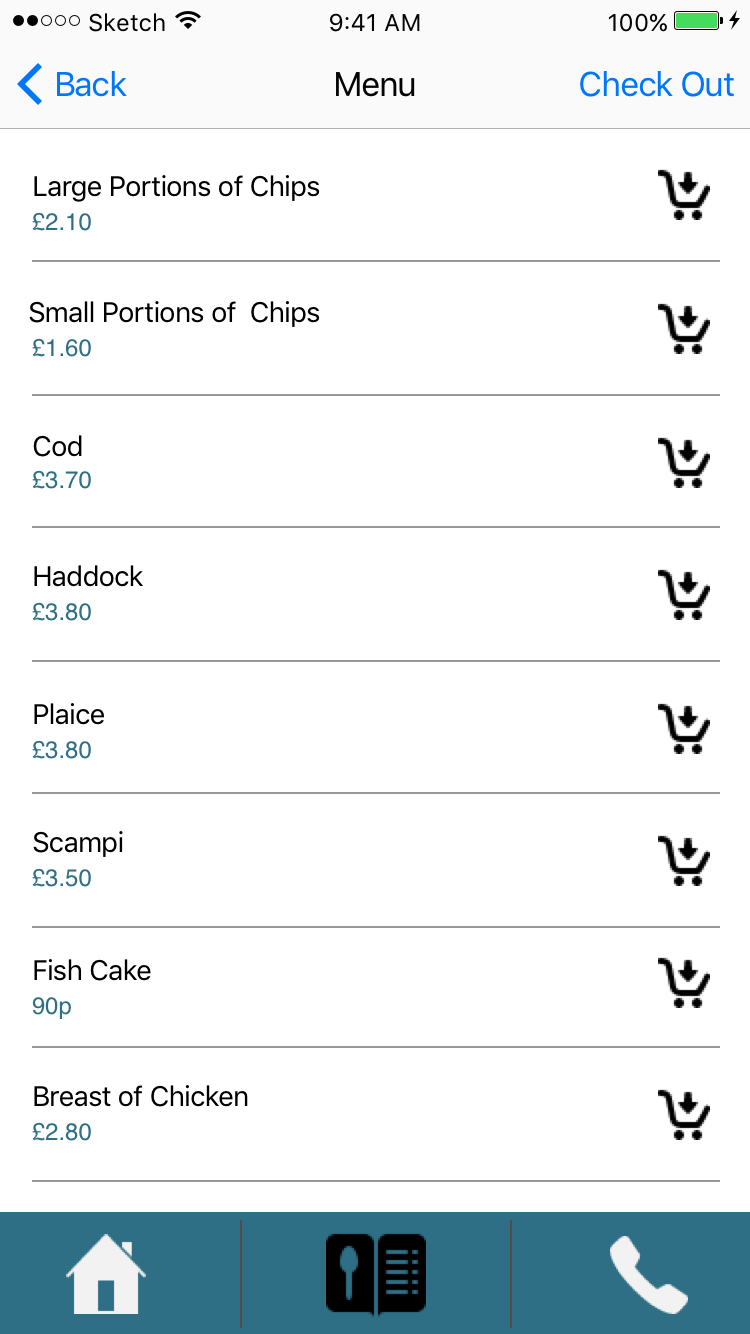 Sketch 9:41 AM 100%
Back Menu Check Out
Large Portions of Chips
£2.10
Small Portions of  Chips
£1.60
Cod
£3.70
Haddock
£3.80
Plaice
£3.80
Scampi
£3.50
Fish Cake
90p
Breast of Chicken
£2.80